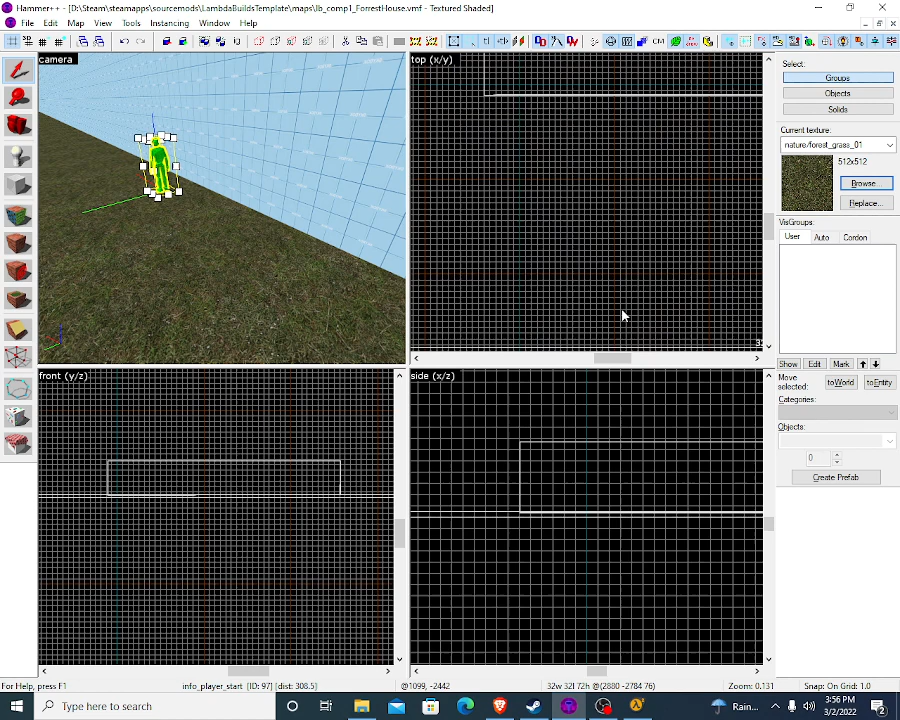 Hammer++ - [D:\Steam\steamapps\sourcemods\LambdaBuildsTemplate\maps\lb_comp1_ForrestHouse.vmf - Textured Shaded]
File Edit Map View Tools Instancing Window Help
camera
top (x/y)
front (y/z)
side (x/z)
Select:
Groups
Objects
Solids
Current texture:
nature/forest_grass_01
512x512
Browse...
Replace...
VisGroups:
User Auto Cordon
Show Edit Mark
Move selected:
toWorld toEntity
Categories:
Objects:
0
Create Prefab
For Help, press F1 info_player_start [ID: 97] [dist: 308.5] @1099, -2442 32w 32l 72h @(2880 -2784 76) Zoom: 0.131 Snap: On Grid: 1.0
Type here to search
Rain...
3:56 PM
3/2/2022
2